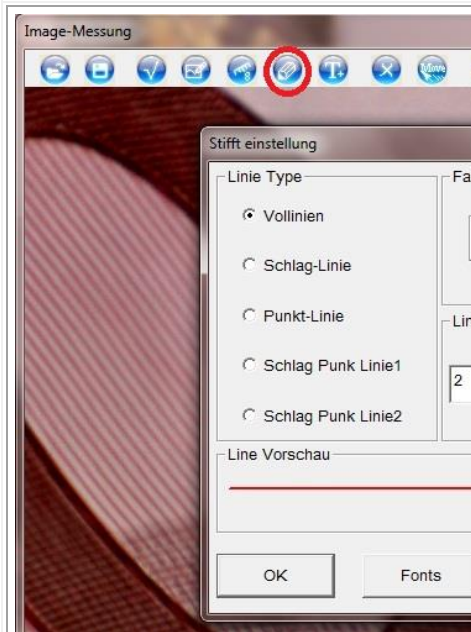 Image-Messung
T+
Move
Stifft einstellung
Linie Type
Fa
Vollinien
Schlag-Linie
Punkt-Linie
Lin
Schlag Punk Linie1
2
Schlag Punk Linie2
Line Vorschau
OK
Fonts